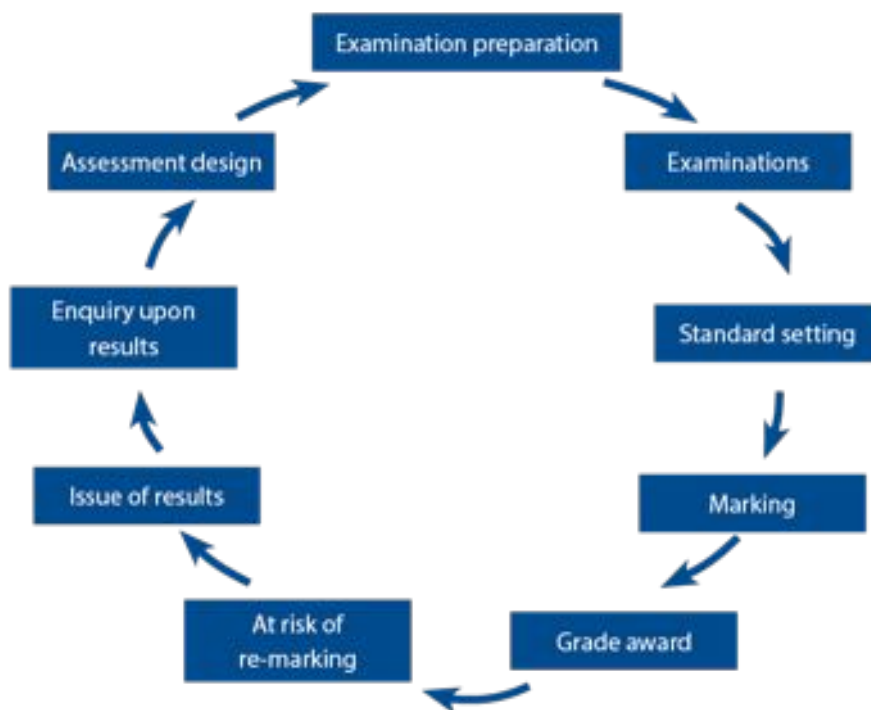 Examination preparation
Examinations
Standard setting
Marking
Grade award
At risk of
re-marking
Issue of results
Enquiry upon
results
Assessment design